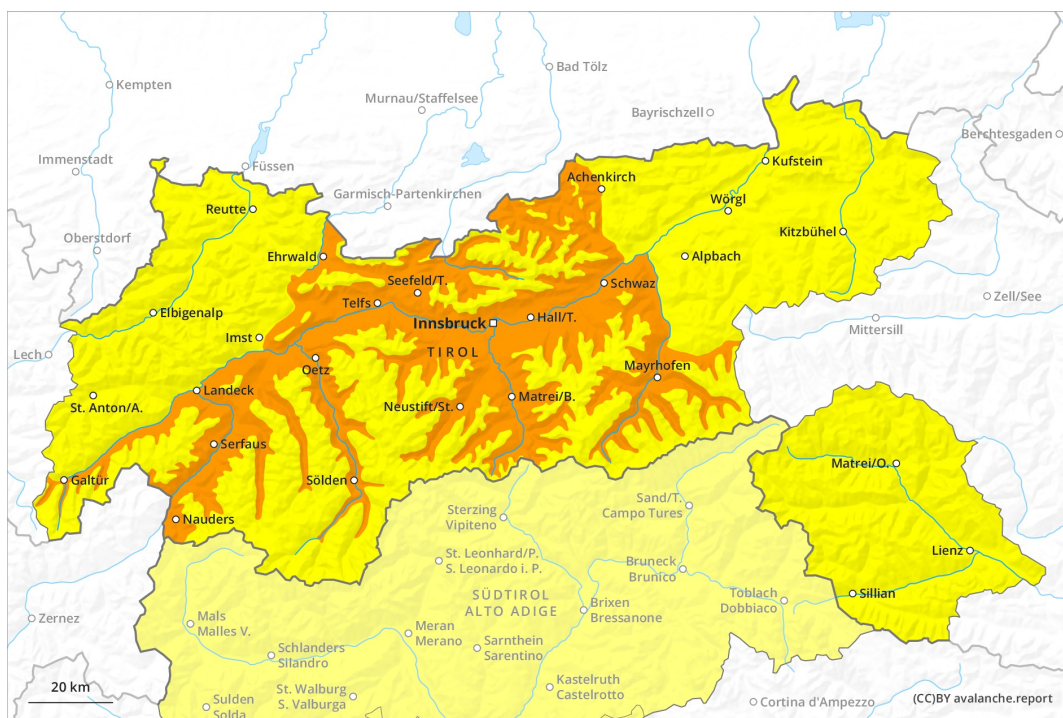 Bad Tölz
Kempten
Murnau/Staffelsee
Bayrischzell
Berchtesgaden
Immenstadt
Füssen
Kufstein
Achenkirch
Garmisch-Partenkirchen
Reutte
Wörgl
Kitzbühel
Oberstdorf
Ehrwald
Alpbach
Seefeld/T.
Schwaz
Zell/See
Telfs
Elbigenalp
Innsbruck
Hall/T.
Mittersill
Imst
Lech
TIROL
Oetz
Mayrhofen
Landeck
St. Anton/A.
Neustift/St.
Matrei/B.
Serfaus
Matrei/O.
Galtür
Sölden
Sand/T.
Campo Tures
Sterzing
Vipiteno
Nauders
Lienz
St. Leonhard/P.
S. Leonardo i. P.
Bruneck
Brunico
Sillian
SÜDTIROL
ALTO ADIGE
Toblach
Dobbiaco
Brixen
Bressanone
Zernez
Mals
Malles V.
Meran
Merano
Sarnthein
Sarentino
Schlanders
Silandro
Kastelruth
Castelrotto
20 km
St. Walburg
S. Valburga
Sulden
Solda
Cortina d'Ampezzo
(CC)BY avalanche.report